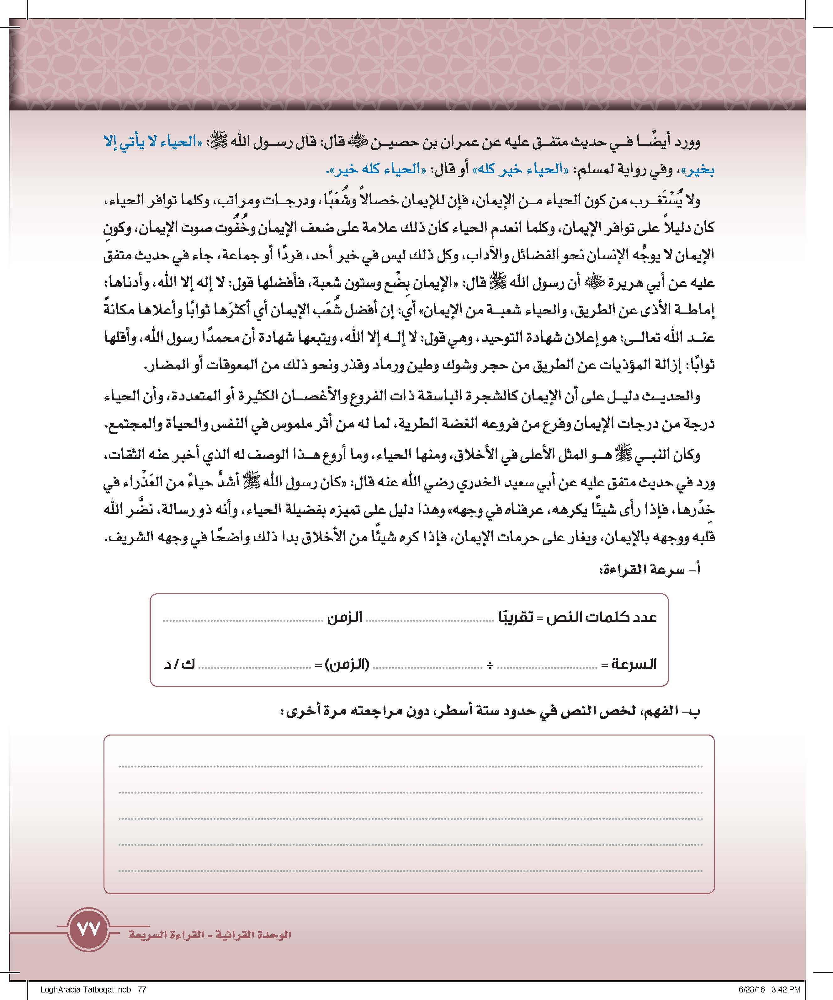 وورد أيضًا في حديث متفق عليه عن عمران بن حصين رضي الله عنه قال: قال رسول الله ﷺ: «الحياء لا يأتي إلا
بخير»، وفي رواية لمسلم: «الحياء خير كله» أو قال: «الحياء كله خير».
ولا يُسْتَغرب من كون الحياء من الإيمان، فإن للإيمان خصالاً وشُعَبًا، ودرجات ومراتب، وكلما توافر الحياء،
كان دليلاً على توافر الإيمان، وكلما انعدم الحياء كان ذلك علامة على ضعف الإيمان وخُفُوت صوت الإيمان، وكونِ
الإيمان لا يوجِّه الإنسان نحو الفضائل والآداب، وكل ذلك ليس في خير أحد، فردًا أو جماعة، جاء في حديث متفق
عليه عن أبي هريرة رضي الله عنه أن رسول الله ﷺ قال: «الإيمان بِضْع وستون شعبة، فأفضلها قول: لا إله إلا الله، وأدناها:
إماطة الأذى عن الطريق، والحياء شعبة من الإيمان» أي: إن أفضل شُعَب الإيمان أي أكثرَها ثوابًا وأعلاها مكانةً
عند الله تعالى: هو إعلان شهادة التوحيد، وهي قول: لا إله إلا الله، ويتبعها شهادة أن محمدًا رسول الله، وأقلها
ثوابًا: إزالة المؤذيات عن الطريق من حجر وشوك وطين ورماد وقذر ونحو ذلك من المعوقات أو المضار.
والحديث دليل على أن الإيمان كالشجرة الباسقة ذات الفروع والأغصان الكثيرة أو المتعددة، وأن الحياء
درجة من درجات الإيمان وفرع من فروعه الغضة الطرية، لما له من أثر ملموس في النفس والحياة والمجتمع.
وكان النبي ﷺ هو المثل الأعلى في الأخلاق، ومنها الحياء، وما أروع هذا الوصف له الذي أخبر عنه الثقات،
ورد في حديث متفق عليه عن أبي سعيد الخدري رضي الله عنه قال: «كان رسول الله ﷺ أشدَّ حياءً من العَذْراء في
خِدْرها، فإذا رأى شيئًا يكرهه، عرفناه في وجهه» وهذا دليل على تميزه بفضيلة الحياء، وأنه ذو رسالة، نضَّر الله
قلبه ووجهه بالإيمان، ويغار على حرمات الإيمان، فإذا كره شيئًا من الأخلاق بدا ذلك واضحًا في وجهه الشريف.
أ- سرعة القراءة:
عدد كلمات النص = تقريبًا ........................ الزمن ........................
السرعة = ........................ ÷ ........................ (الزمن) = ........................ ك / د
ب- الفهم، لخص النص في حدود ستة أسطر، دون مراجعته مرة أخرى:
الوحدة القرائية - القراءة السريعة
٧٧
LoghArabia-Tatbeqat.indb 77
6/23/16 3:42 PM